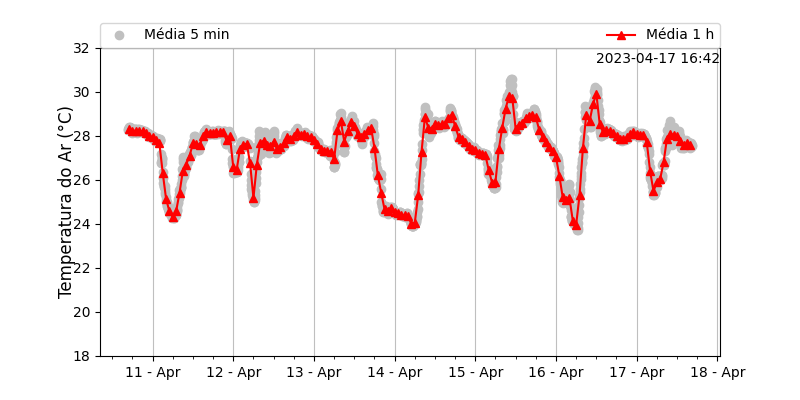 Média 5 min
Média 1 h
2023-04-17 16:42
Temperatura do Ar (°C)
32
30
28
26
24
22
20
18
11 - Apr
12 - Apr
13 - Apr
14 - Apr
15 - Apr
16 - Apr
17 - Apr
18 - Apr